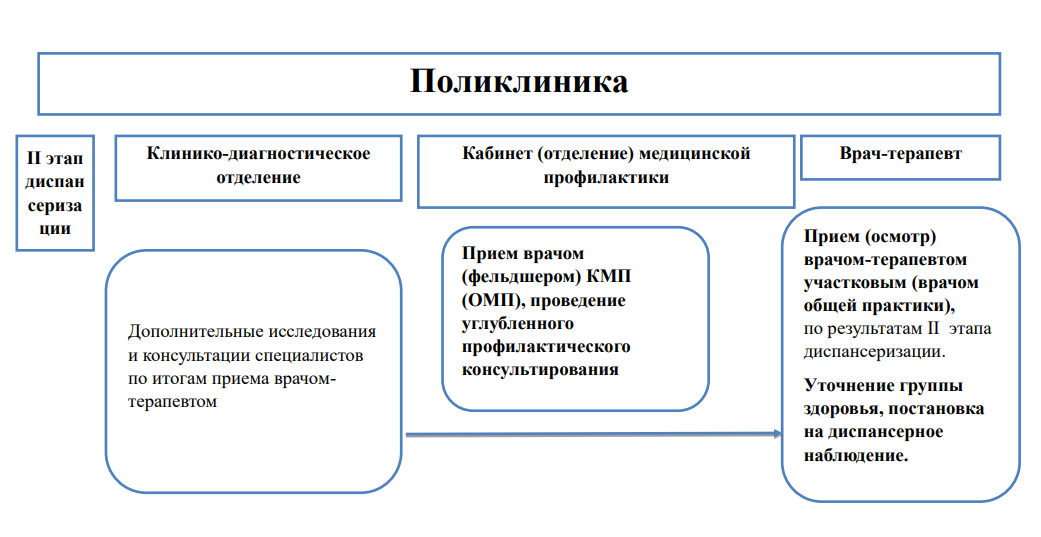 Поликлиника
II этап
диспан
сериза
ции
Клинико-диагностическое
отделение
Кабинет (отделение) медицинской
профилактики
Врач-терапевт
Дополнительные исследования
и консультации специалистов
по итогам приема врачом-
терапевтом
Прием врачом
(фельдшером) КМП
(ОМП), проведение
углубленного
профилактического
консультирования
Прием (осмотр)
врачом-терапевтом
участковым (врачом
общей практики),
по результатам II этапа
диспансеризации.
Уточнение группы
здоровья, постановка
на диспансерное
наблюдение.